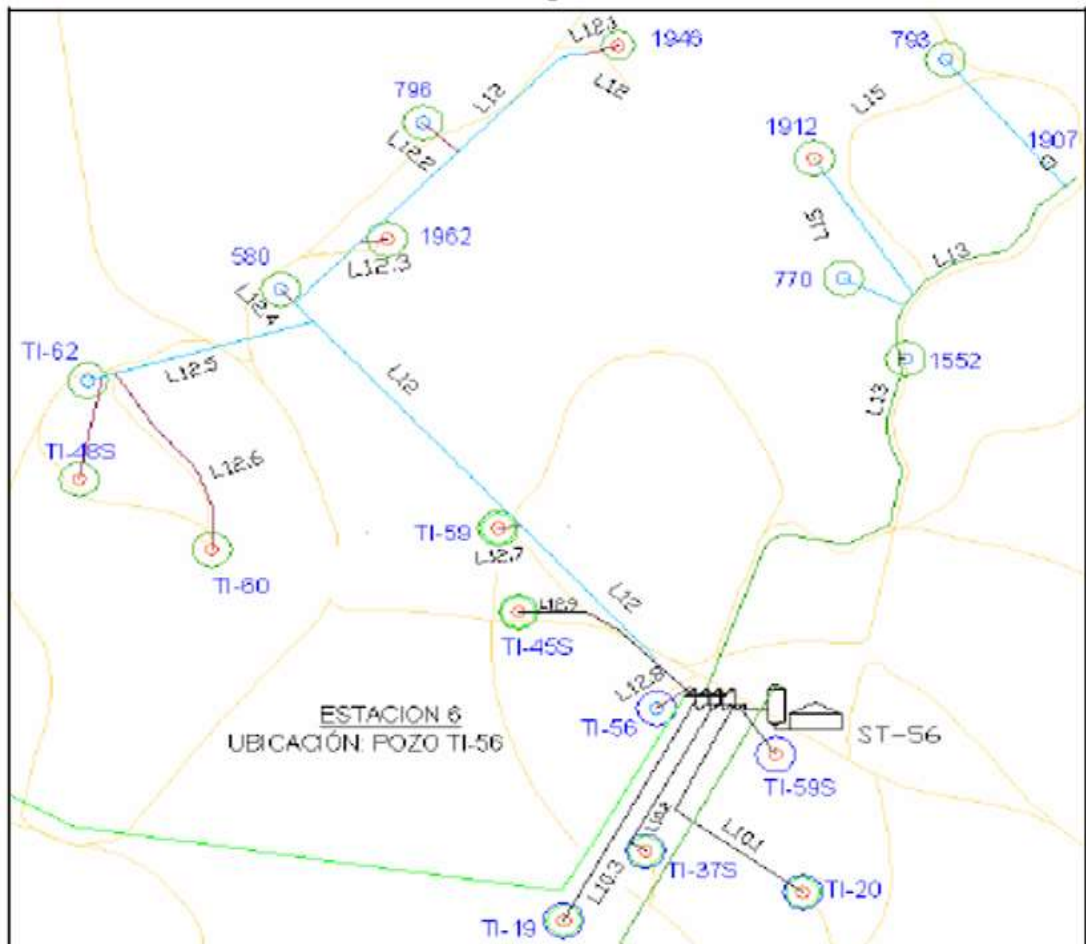 L12.1
1946
793
L12
L12
796
L15
L12.2
1912
1907
580
1962
L12.3
L15
L13
770
L12.4
TI-62
L12.5
L12
1552
L13
TI-48S
L12.6
TI-59
L12.7
TI-60
L12
L12.9
TI-45S
L12.8
TI-56
ESTACION 6
UBICACIÓN: POZO TI-56
ST-56
TI-59S
L10.1
L10.3
TI-37S
TI-20
TI-19